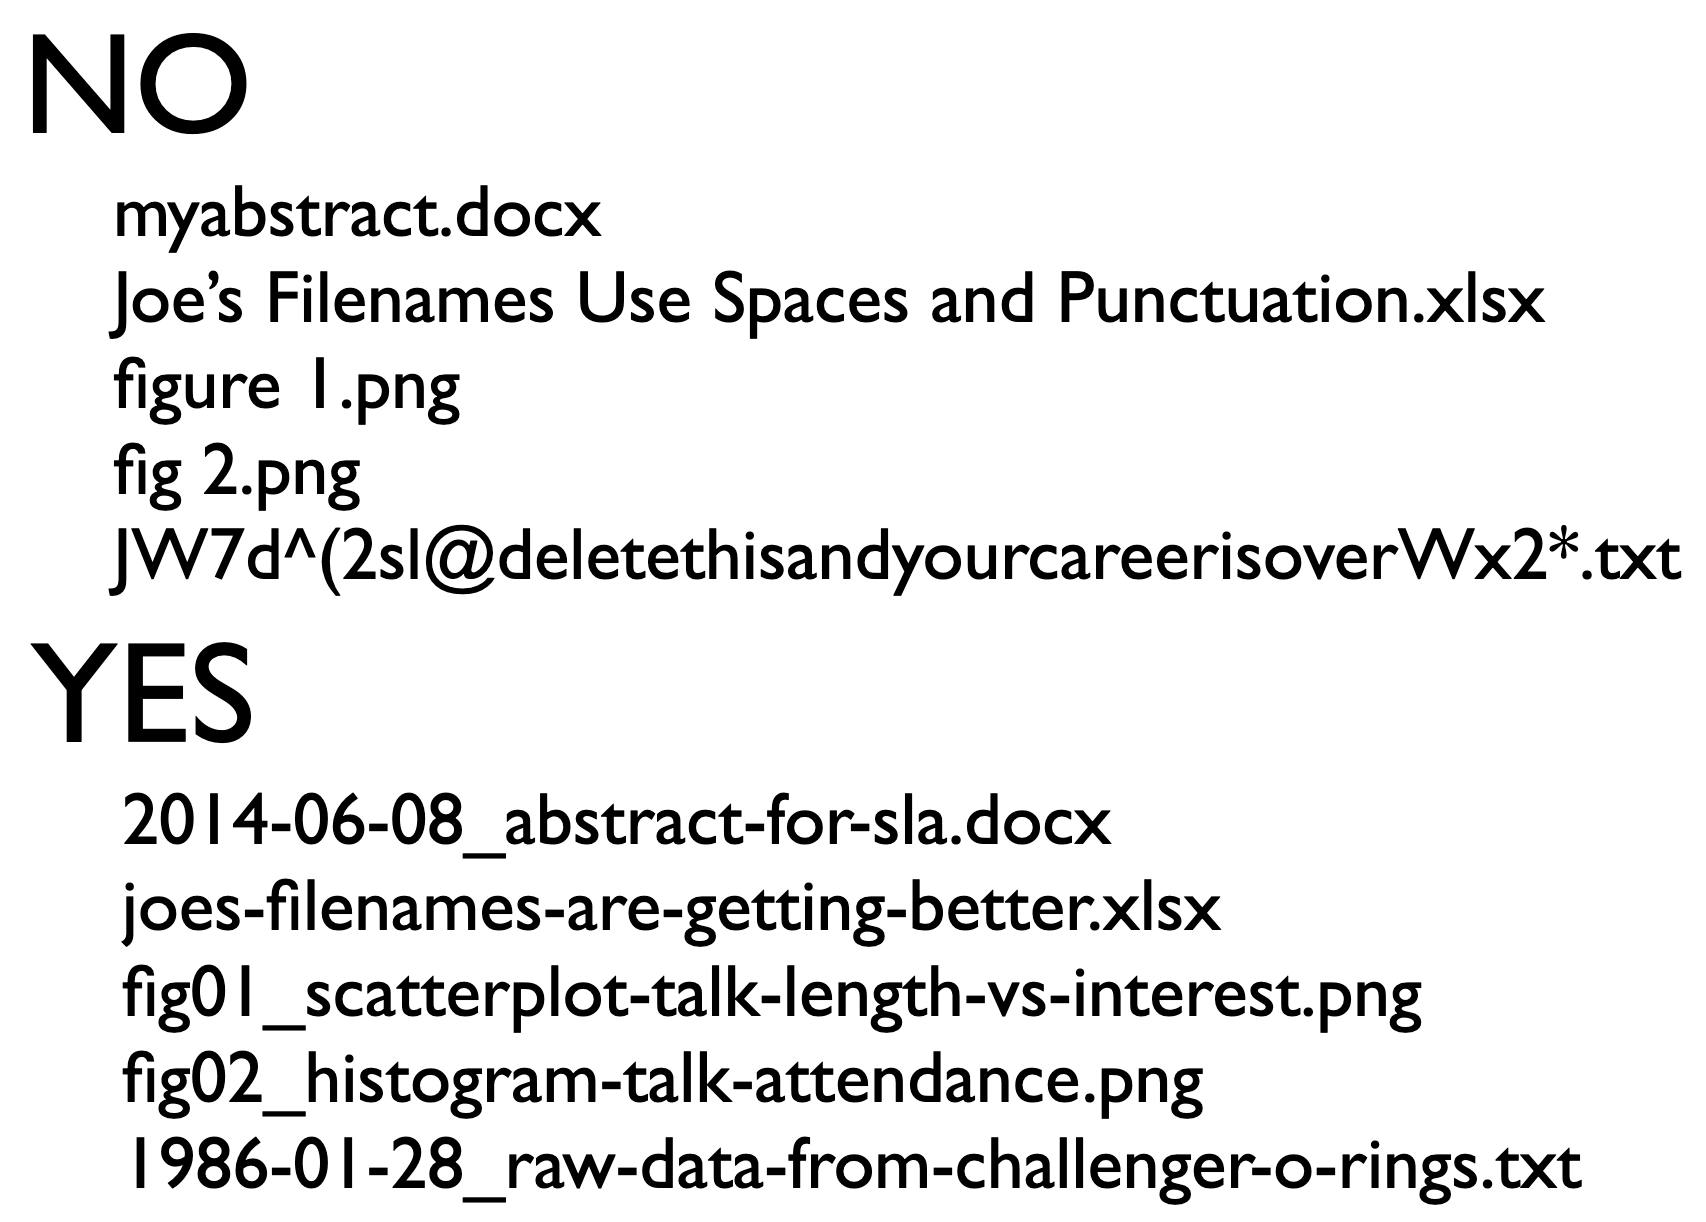 NO
myabstract.docx
Joe’s Filenames Use Spaces and Punctuation.xlsx
figure 1.png
fig 2.png
JW7d^(2sl@deletethisandyourcareerisoverWx2*.txt
YES
2014-06-08_abstract-for-sla.docx
joes-filenames-are-getting-better.xlsx
fig01_scatterplot-talk-length-vs-interest.png
fig02_histogram-talk-attendance.png
1986-01-28_raw-data-from-challenger-o-rings.txt